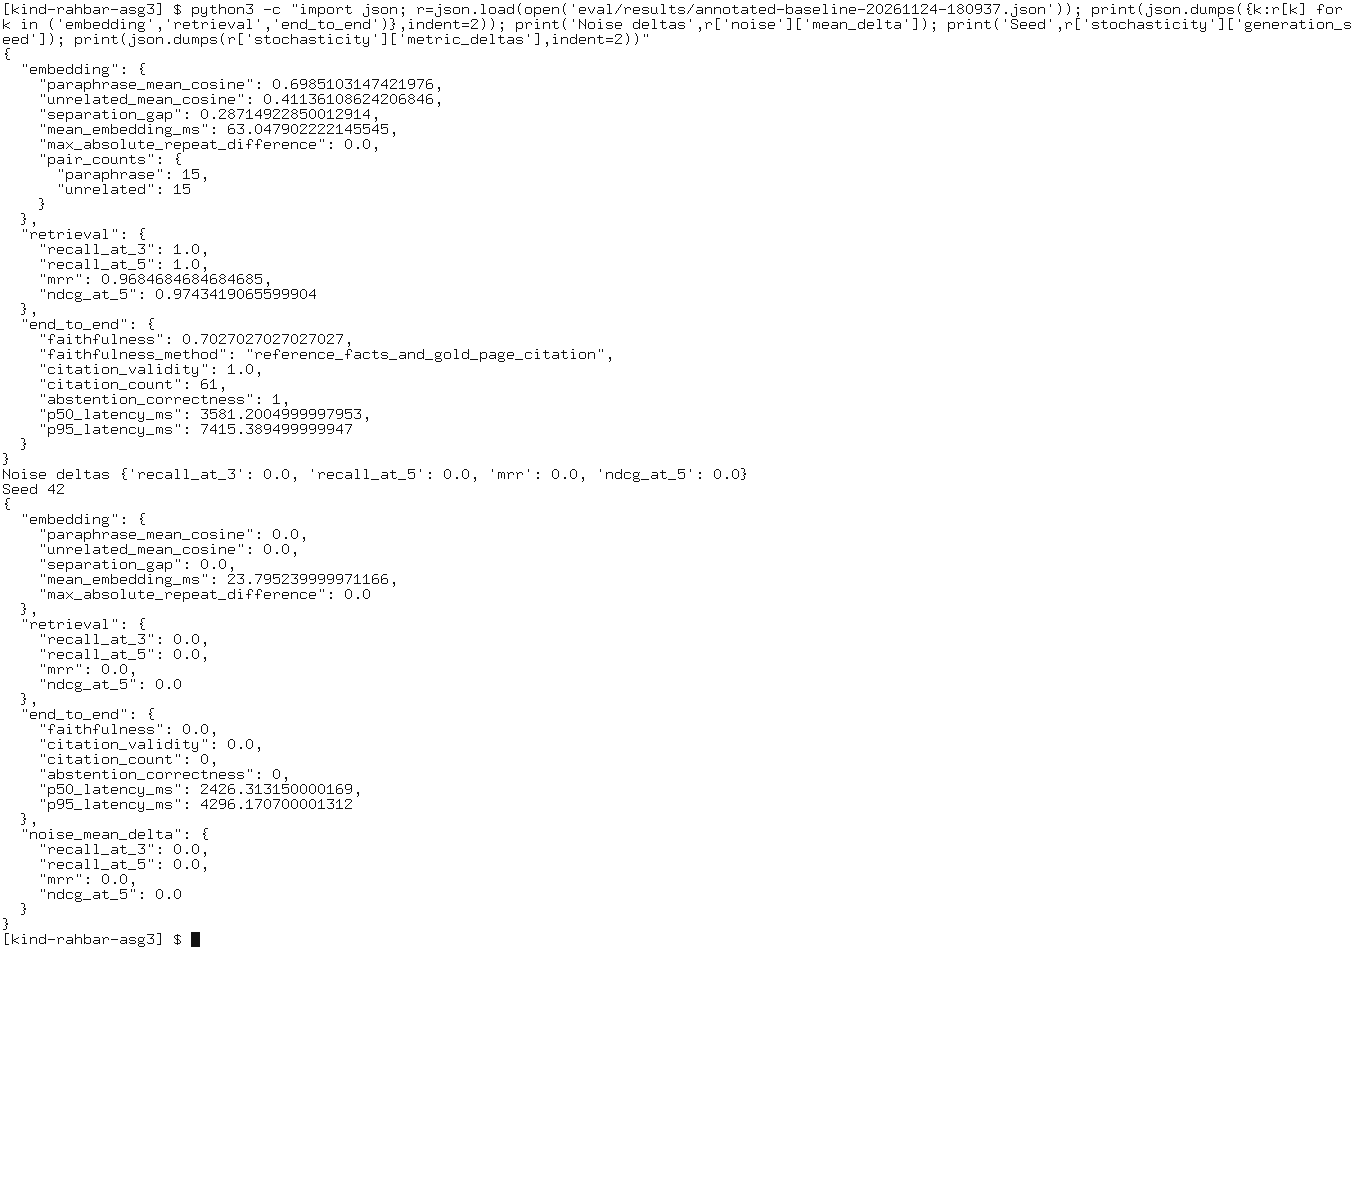 [kind-rahbar-asg3] $ python3 -c "import json; r=json.load(open('eval/results/annotated-baseline-20261124-180937.json')); print(json.dumps({k:r[k] for
k in ('embedding','retrieval','end_to_end')},indent=2)); print('Noise deltas',r['noise']['mean_delta']); print('Seed',r['stochasticity']['generation_s
eed']); print(json.dumps(r['stochasticity']['metric_deltas'],indent=2))"
{
  "embedding": {
    "paraphrase_mean_cosine": 0.6985103147421976,
    "unrelated_mean_cosine": 0.41136108624206846,
    "separation_gap": 0.28714922850012914,
    "mean_embedding_ms": 63.047902222145545,
    "max_absolute_repeat_difference": 0.0,
    "pair_counts": {
      "paraphrase": 15,
      "unrelated": 15
    }
  },
  "retrieval": {
    "recall_at_3": 1.0,
    "recall_at_5": 1.0,
    "mrr": 0.9684684684684685,
    "ndcg_at_5": 0.9743419065599904
  },
  "end_to_end": {
    "faithfulness": 0.7027027027027027,
    "faithfulness_method": "reference_facts_and_gold_page_citation",
    "citation_validity": 1.0,
    "citation_count": 61,
    "abstention_correctness": 1,
    "p50_latency_ms": 3581.2004999997953,
    "p95_latency_ms": 7415.389499999947
  }
}
Noise deltas {'recall_at_3': 0.0, 'recall_at_5': 0.0, 'mrr': 0.0, 'ndcg_at_5': 0.0}
Seed 42
{
  "embedding": {
    "paraphrase_mean_cosine": 0.0,
    "unrelated_mean_cosine": 0.0,
    "separation_gap": 0.0,
    "mean_embedding_ms": 23.795239999971166,
    "max_absolute_repeat_difference": 0.0
  },
  "retrieval": {
    "recall_at_3": 0.0,
    "recall_at_5": 0.0,
    "mrr": 0.0,
    "ndcg_at_5": 0.0
  },
  "end_to_end": {
    "faithfulness": 0.0,
    "citation_validity": 0.0,
    "citation_count": 0,
    "abstention_correctness": 0,
    "p50_latency_ms": 2426.313150000169,
    "p95_latency_ms": 4296.170700001312
  },
  "noise_mean_delta": {
    "recall_at_3": 0.0,
    "recall_at_5": 0.0,
    "mrr": 0.0,
    "ndcg_at_5": 0.0
  }
}
[kind-rahbar-asg3] $